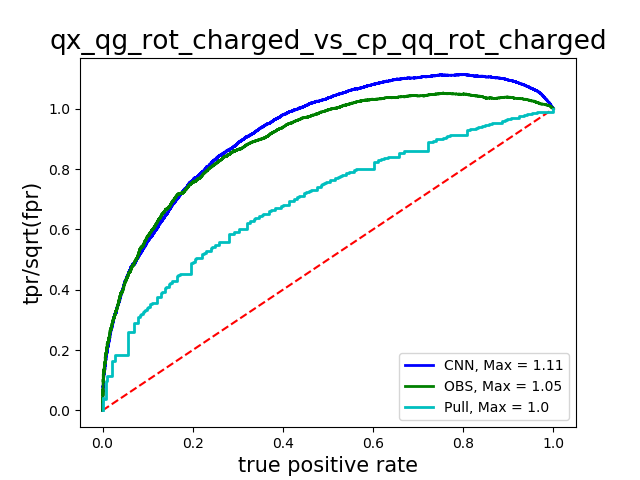 qx_qg_rot_charged_vs_cp_qq_rot_charged
tpr/sqrt(fpr)
1.0
0.8
0.6
0.4
0.2
0.0
CNN, Max = 1.11
OBS, Max = 1.05
Pull, Max = 1.0
0.0 0.2 0.4 0.6 0.8 1.0
true positive rate